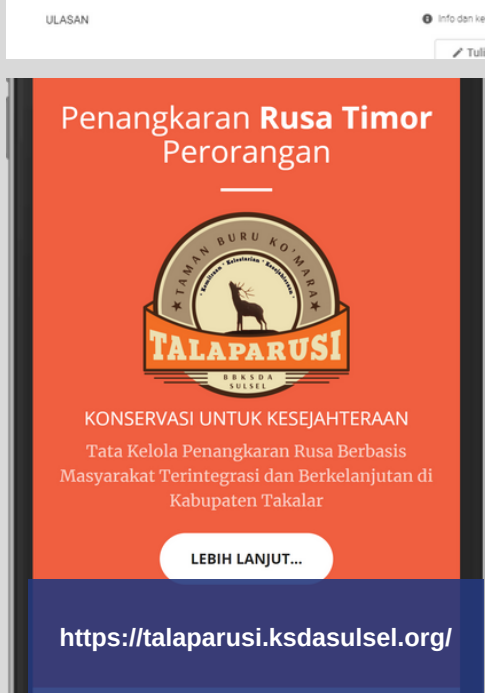 ULASAN
Info dan ke
Tuli
Penangkaran Rusa Timor
Perorangan
TAMAN BURU KO'MARA
Kemitraan · Kelestarian · Kesejahteraan
TALAPARUSI
BBKSDA
SULSEL
KONSERVASI UNTUK KESEJAHTERAAN
Tata Kelola Penangkaran Rusa Berbasis
Masyarakat Terintegrasi dan Berkelanjutan di
Kabupaten Takalar
LEBIH LANJUT...
https://talaparusi.ksdasulsel.org/